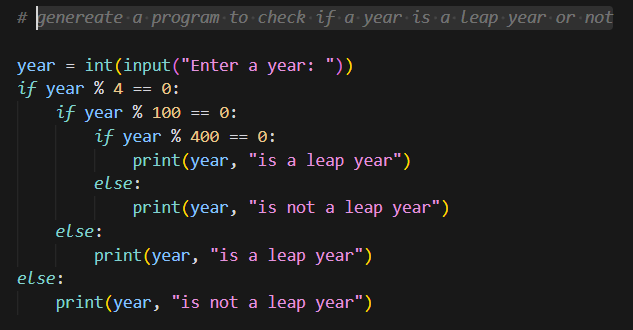 # genereate a program to check if a year is a leap year or not
year = int(input("Enter a year: "))
if year % 4 == 0:
    if year % 100 == 0:
        if year % 400 == 0:
            print(year, "is a leap year")
        else:
            print(year, "is not a leap year")
    else:
        print(year, "is a leap year")
else:
    print(year, "is not a leap year")